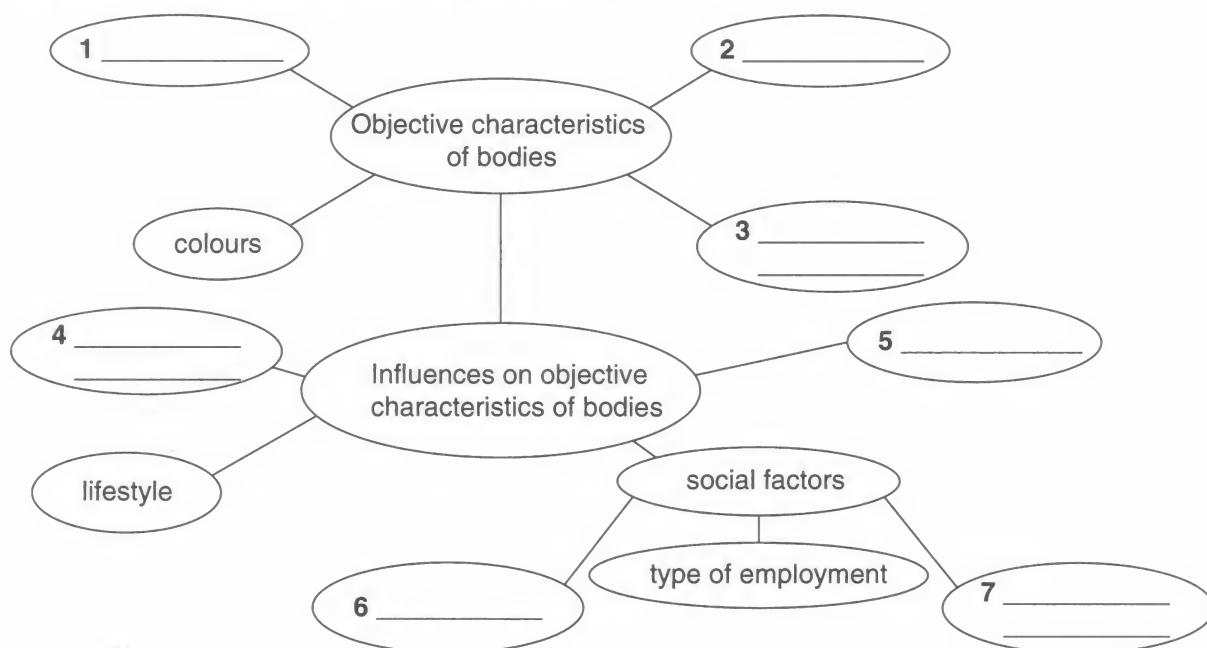 1
2
Objective characteristics
of bodies
colours
3
4
5
Influences on objective
characteristics of bodies
lifestyle
social factors
type of employment
6
7